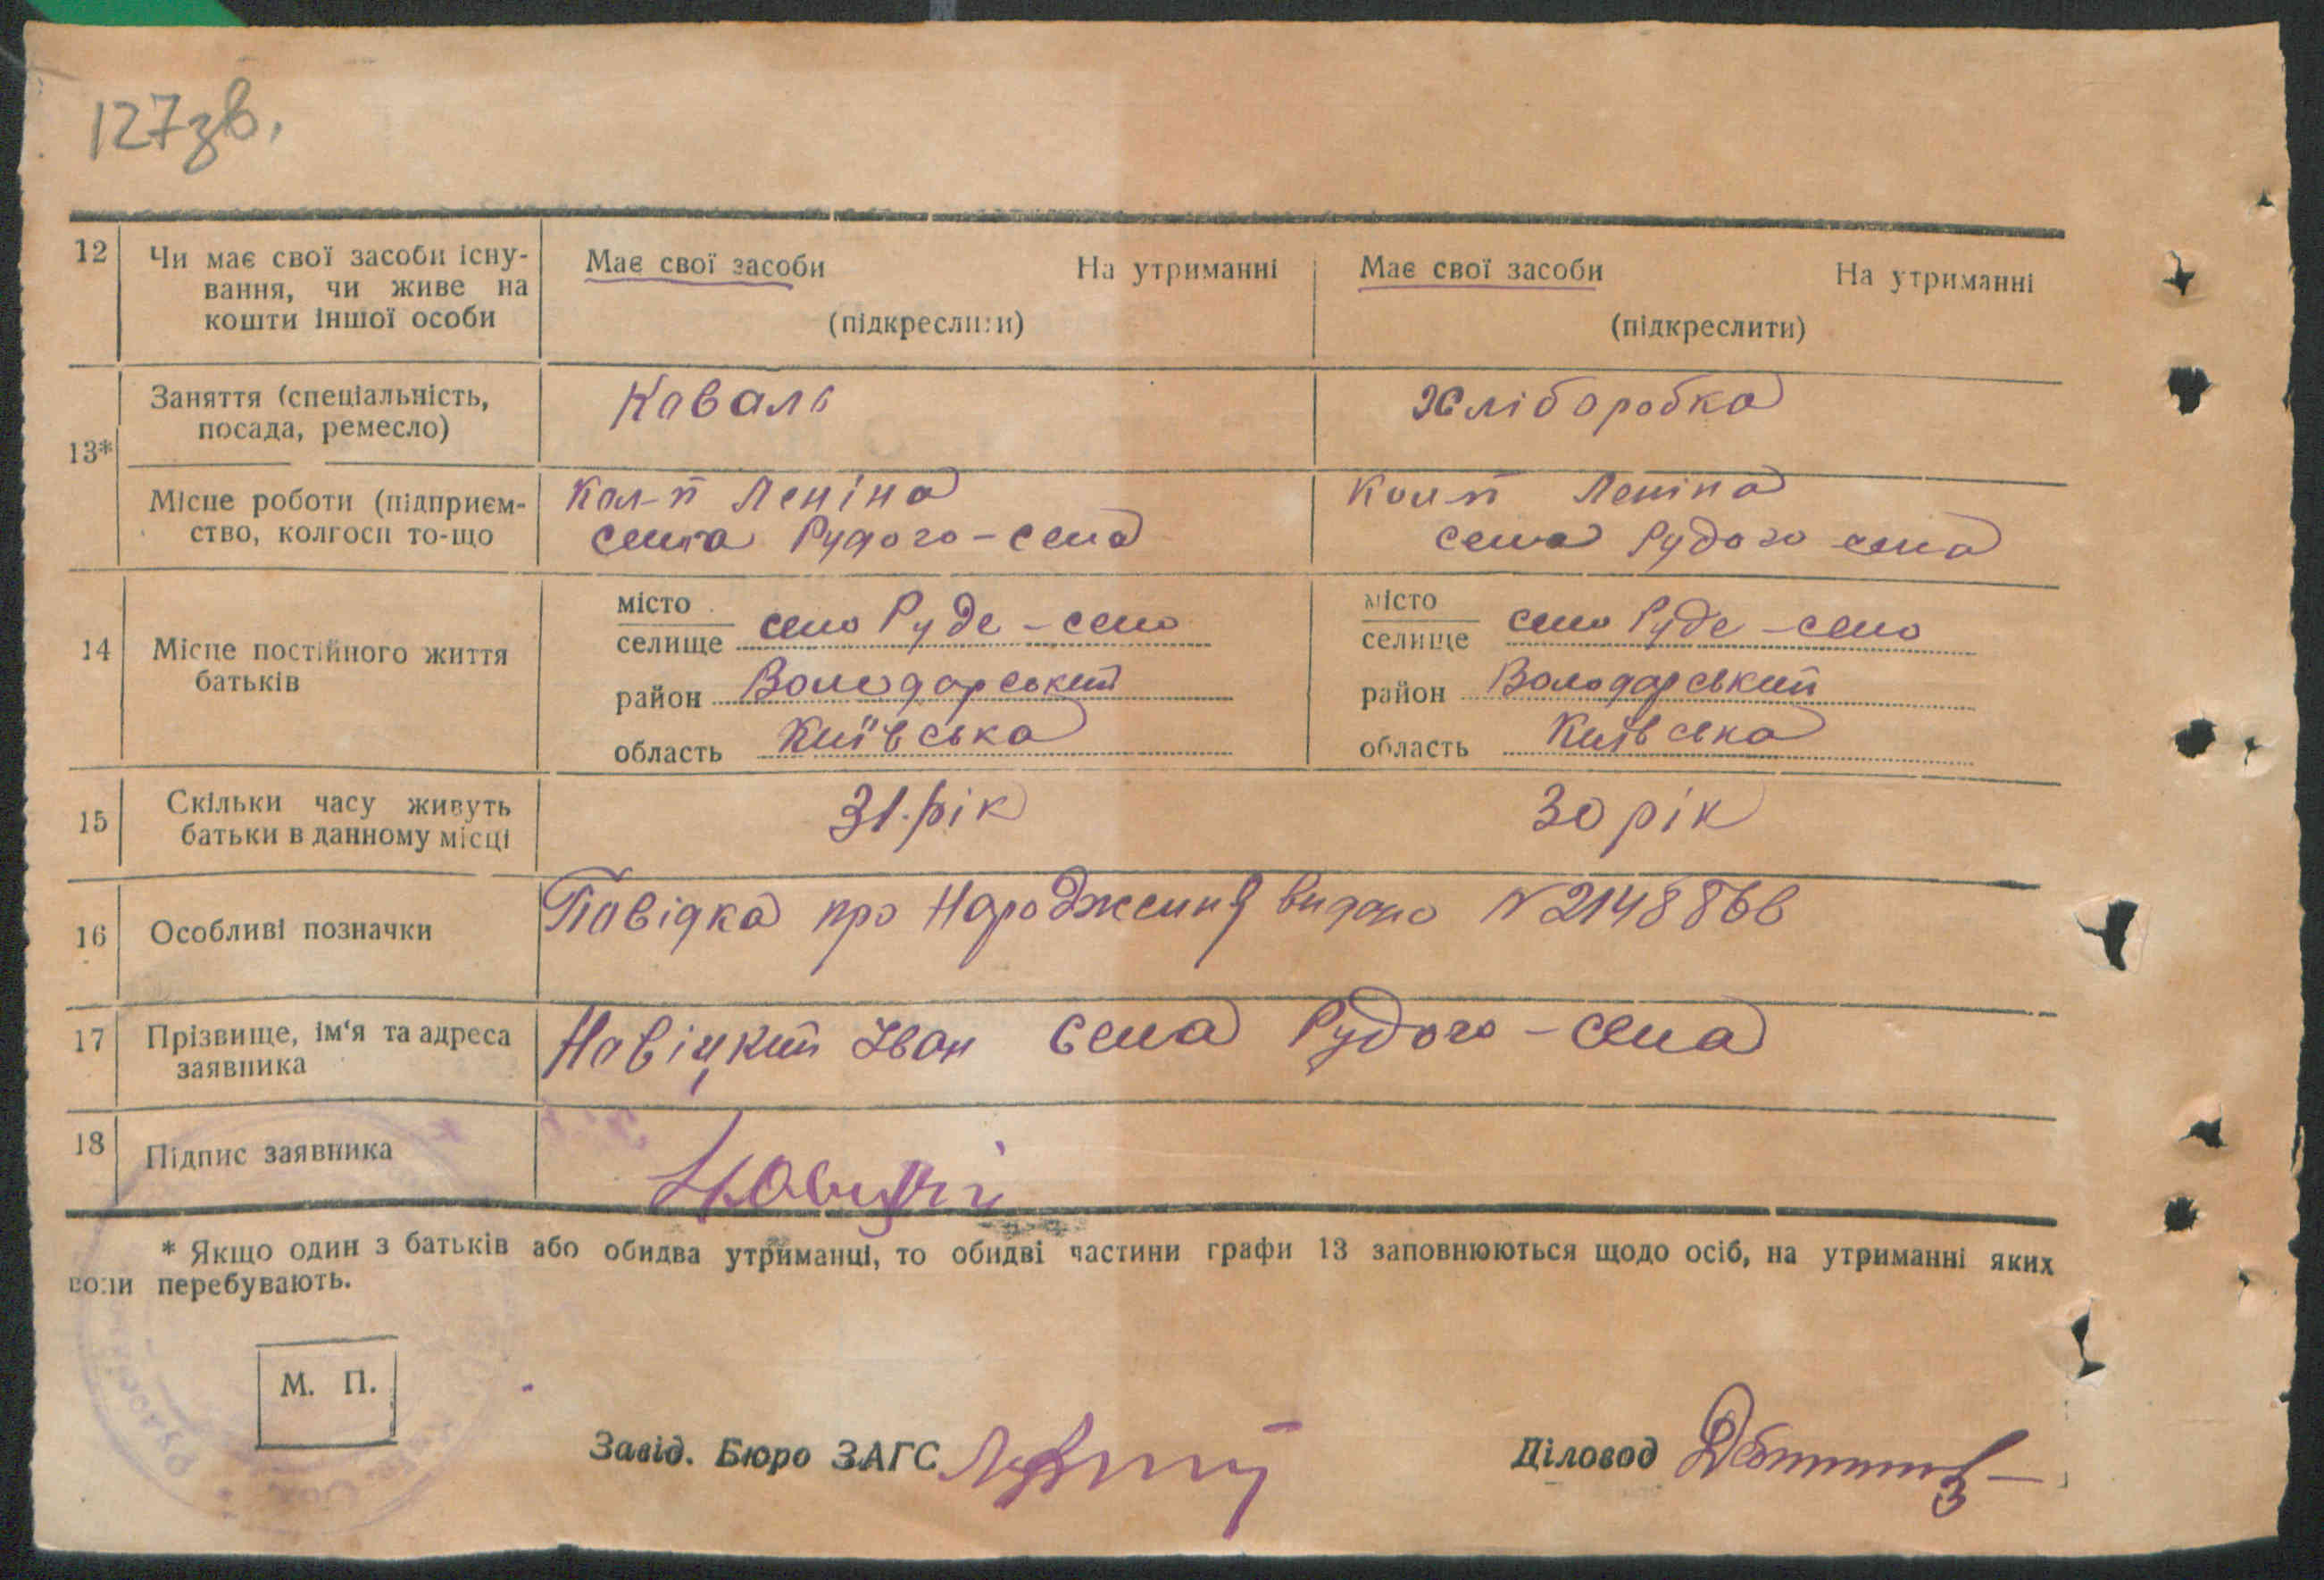 127зв.
12 Чи має свої засоби існу-
вання, чи живе на
кошти іншої особи
Має свої засоби На утриманні
(підкреслити)
Має свої засоби На утриманні
(підкреслити)
13*
Заняття (спеціальність,
посада, ремесло)
Коваль
Хліборобка
Місце роботи (підприєм-
ство, колгосп то-що
Кол-п Леніна
села Рудого-села
Кол-п Леніна
села Рудого села
14 Місце постійного життя
батьків
місто
селище село Руде-село
район Володарський
область Київська
місто
селище село Руде-село
район Володарський
область Київська
15 Скільки часу живуть
батьки в данному місці
31.рік
30 рік
16 Особливі позначки
Повідка про Народження видано N 2148866
17 Прізвище, ім‘я та адреса
заявника
Новіцкий Іван села Рудого-села
18 Підпис заявника
* Якщо один з батьків або обидва утриманці, то обидві частини графи 13 заповнюються щодо осіб, на утриманні яких
вони перебувають.
М. П.
Завід. Бюро ЗАГС
Діловод